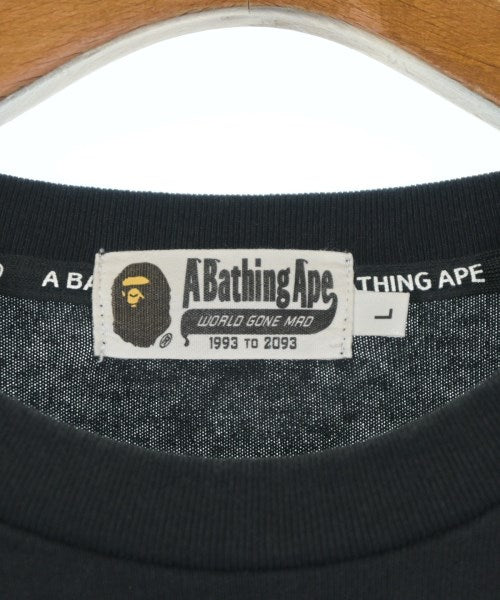 A BA THING APE
ABathingApe
WORLD GONE MAD
1993 TO 2093
®
L